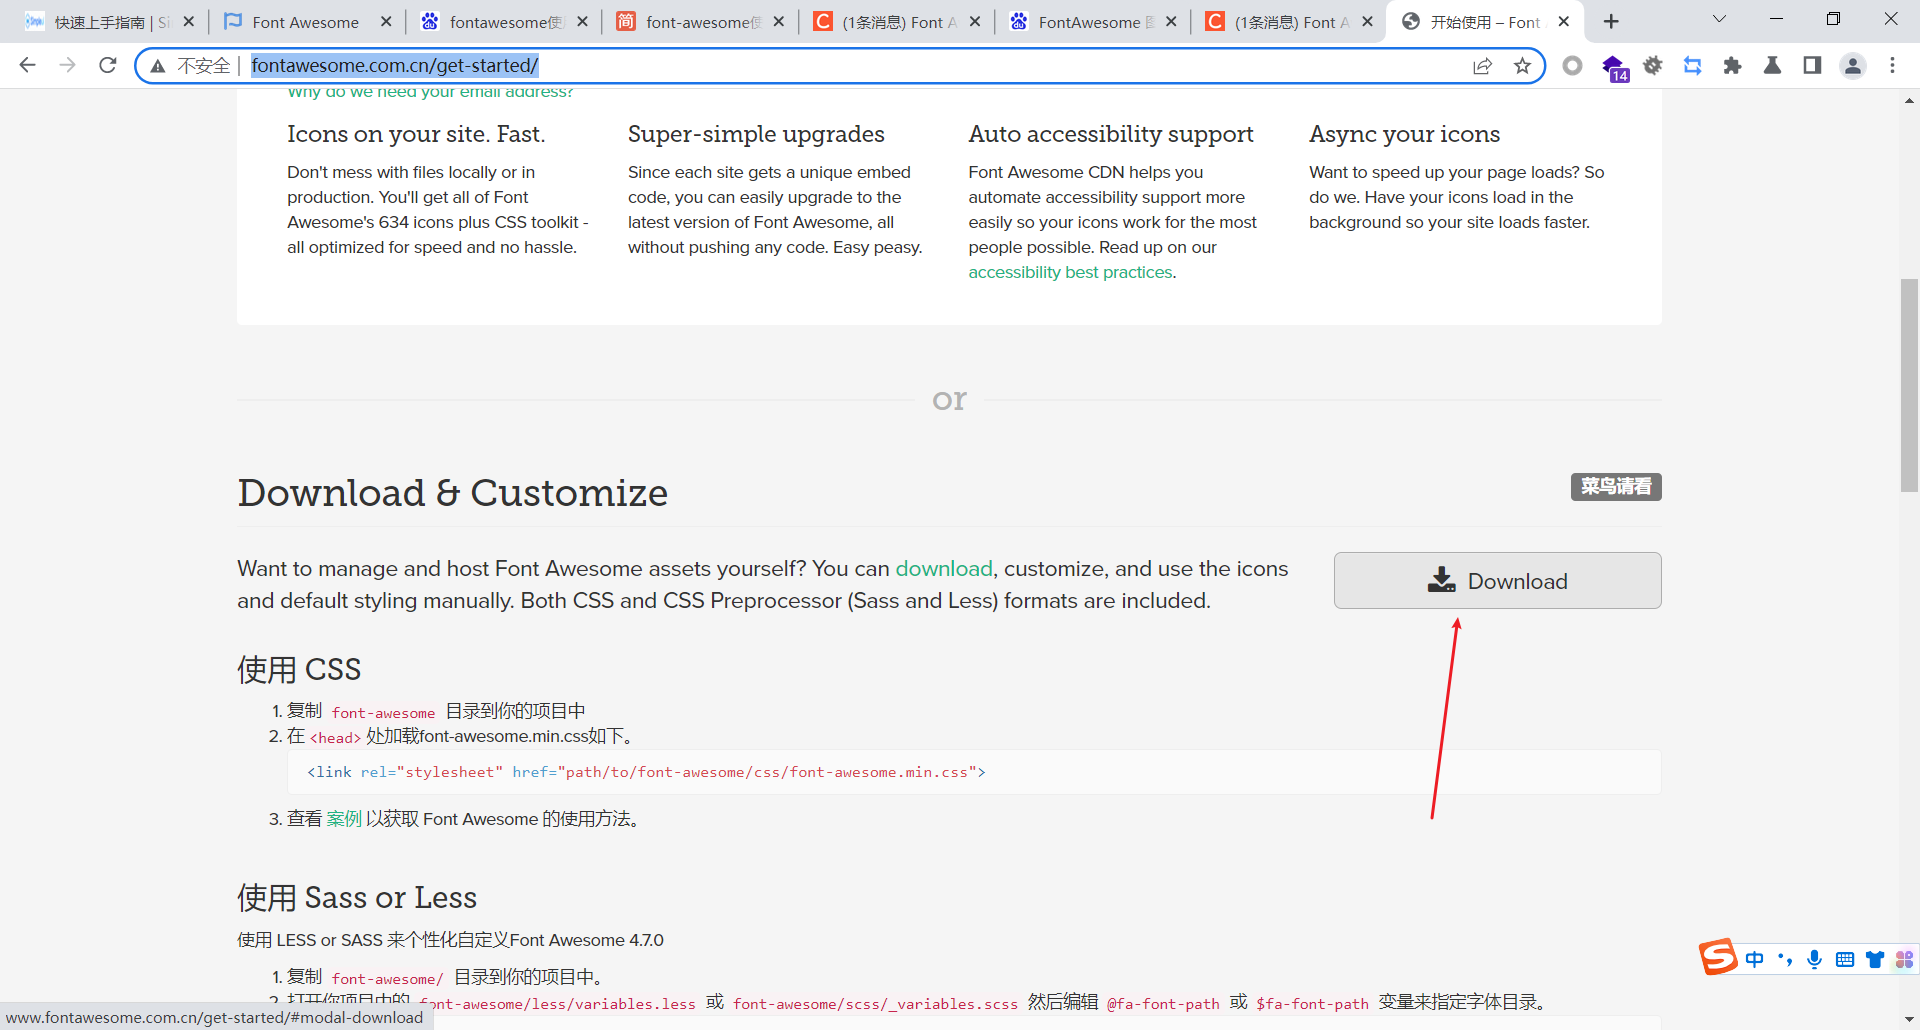 快速上手指南 | Si
Font Awesome
fontawesome使用
font-awesome使
(1条消息) Font A
FontAwesome 图
(1条消息) Font A
开始使用 – Font
不安全
fontawesome.com.cn/get-started/
14
Why do we need your email address?
Icons on your site. Fast.
Don't mess with files locally or in
production. You'll get all of Font
Awesome's 634 icons plus CSS toolkit -
all optimized for speed and no hassle.
Super-simple upgrades
Since each site gets a unique embed
code, you can easily upgrade to the
latest version of Font Awesome, all
without pushing any code. Easy peasy.
Auto accessibility support
Font Awesome CDN helps you
automate accessibility support more
easily so your icons work for the most
people possible. Read up on our
accessibility best practices.
Async your icons
Want to speed up your page loads? So
do we. Have your icons load in the
background so your site loads faster.
or
Download & Customize
菜鸟请看
Want to manage and host Font Awesome assets yourself? You can download, customize, and use the icons
and default styling manually. Both CSS and CSS Preprocessor (Sass and Less) formats are included.
Download
使用 CSS
1. 复制 font-awesome 目录到你的项目中
2. 在 <head> 处加载font-awesome.min.css如下。
<link rel="stylesheet" href="path/to/font-awesome/css/font-awesome.min.css">
3. 查看 案例 以获取 Font Awesome 的使用方法。
使用 Sass or Less
使用 LESS or SASS 来个性化自定义Font Awesome 4.7.0
1. 复制 font-awesome/ 目录到你的项目中。
2. 打开你项目中的 font-awesome/less/variables.less 或 font-awesome/scss/_variables.scss 然后编辑 @fa-font-path 或 $fa-font-path 变量来指定字体目录。
www.fontawesome.com.cn/get-started/#modal-download
中